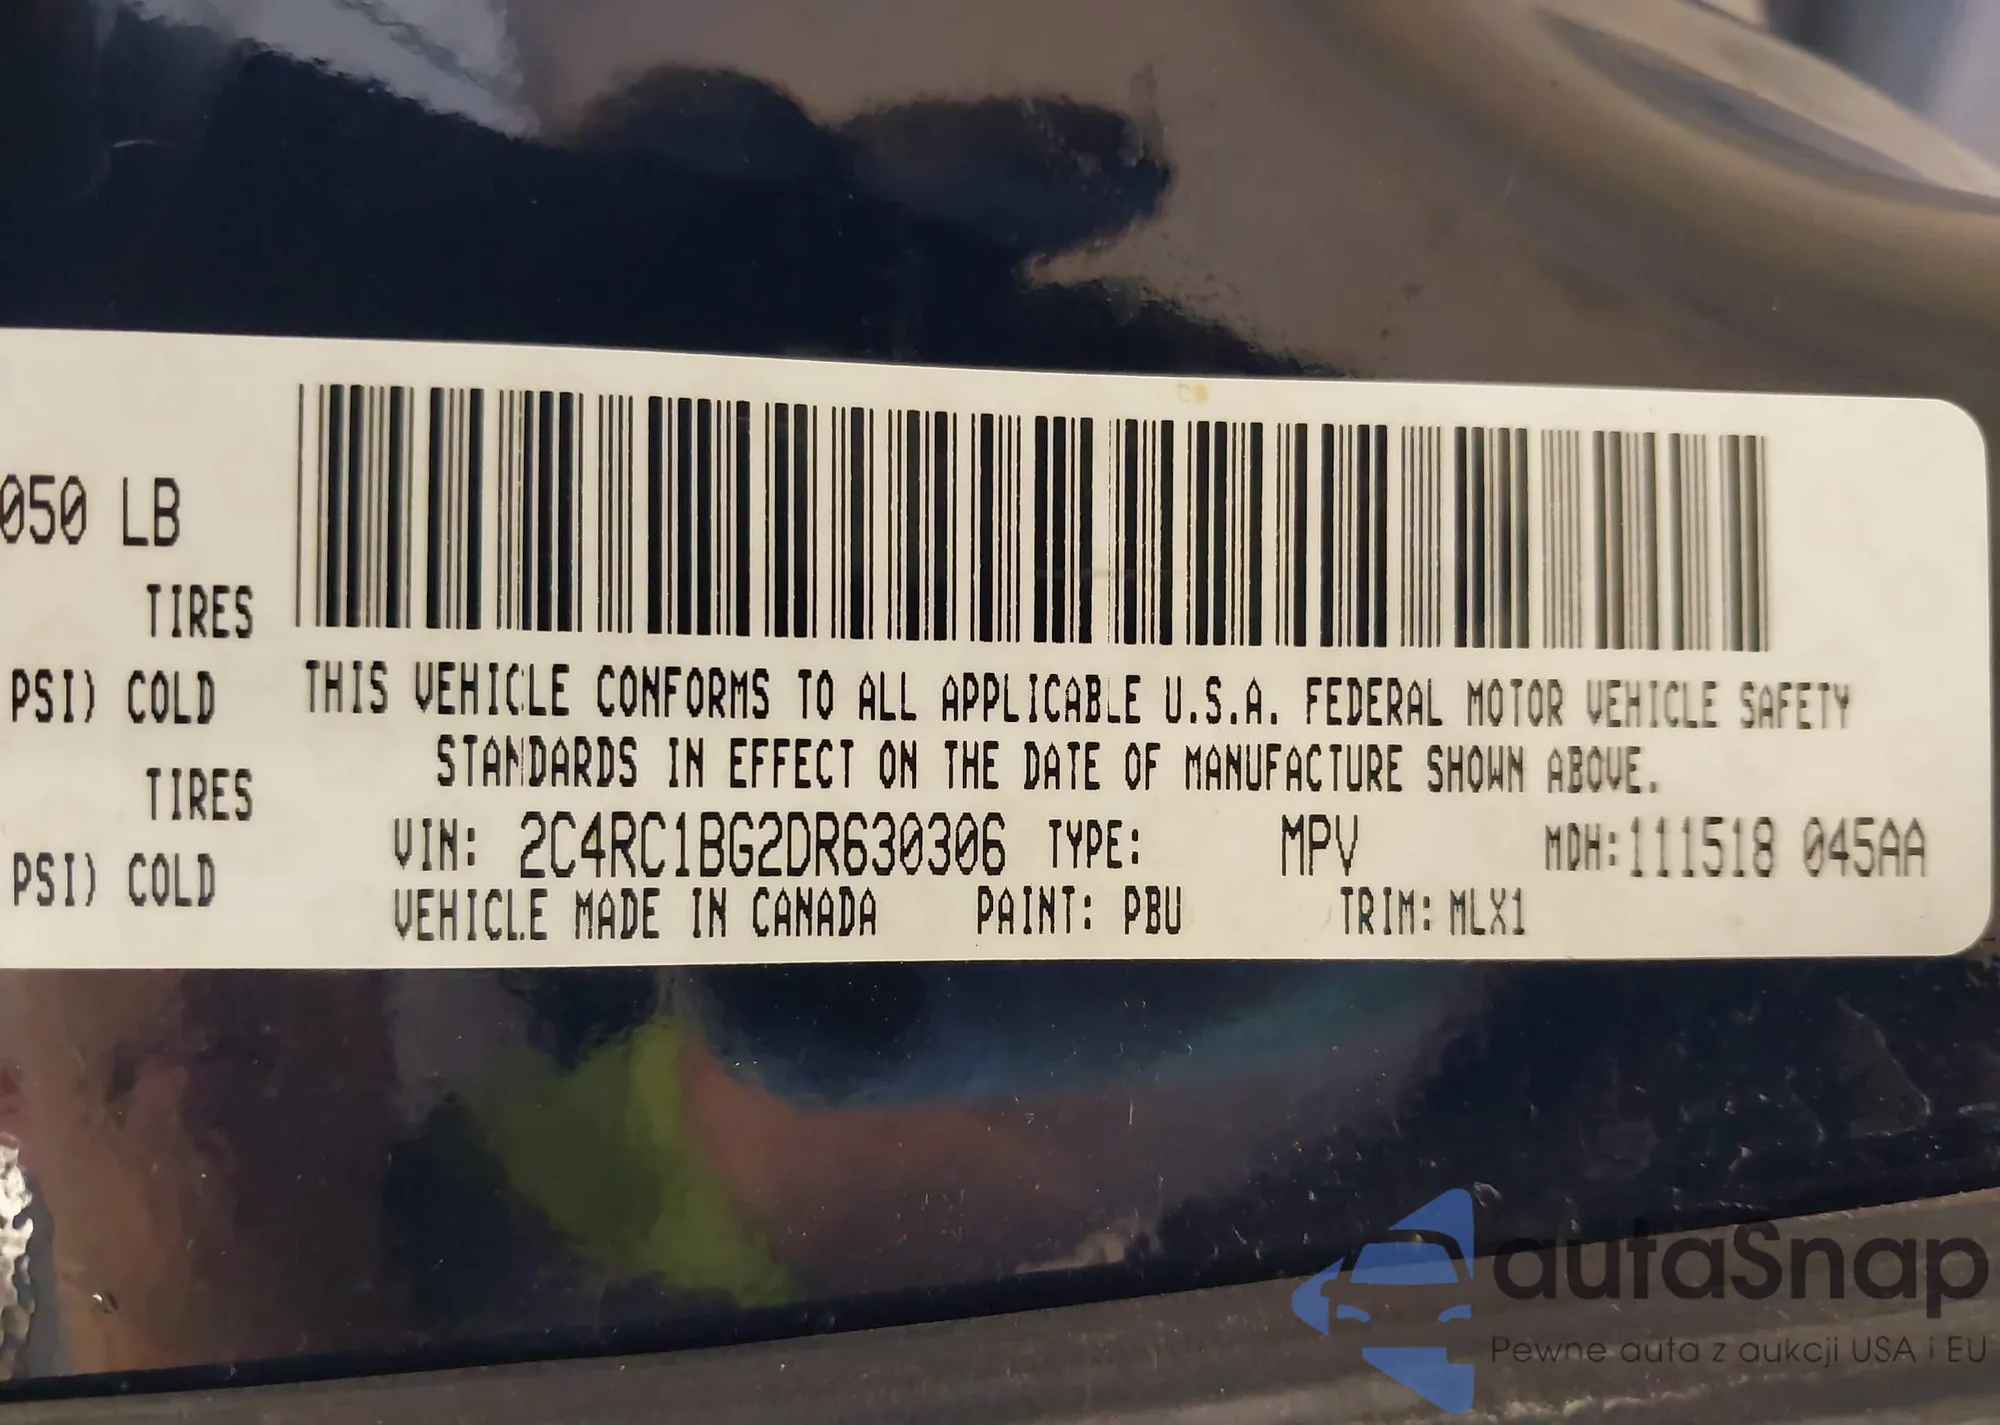 050 LB
TIRES
PSI) COLD
TIRES
PSI) COLD
THIS VEHICLE CONFORMS TO ALL APPLICABLE U.S.A. FEDERAL MOTOR VEHICLE SAFETY
STANDARDS IN EFFECT ON THE DATE OF MANUFACTURE SHOWN ABOVE.
VIN: 2C4RC1BG2DR630306 TYPE: MPV MDH:111518 045AA
VEHICLE MADE IN CANADA PAINT: PBU TRIM: MLX1
autaSnap
Pewne auta z aukcji USA i EU